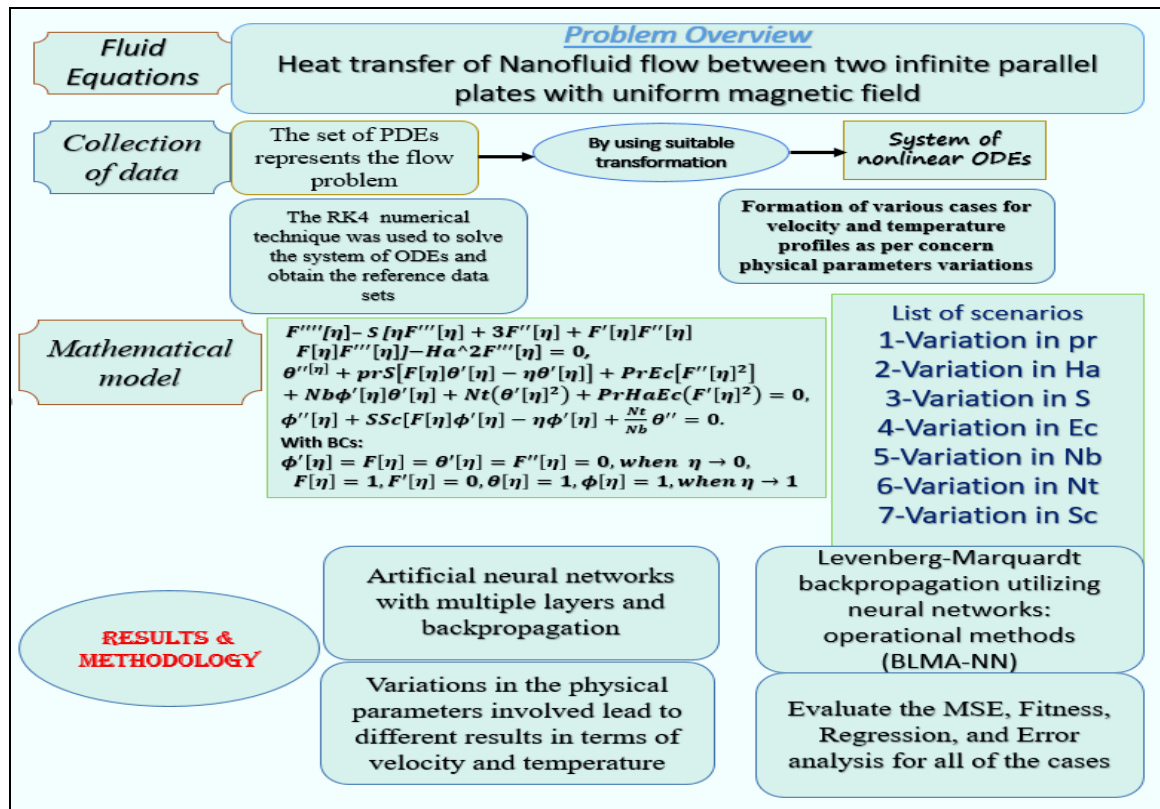 Fluid
Equations
Problem Overview
Heat transfer of Nanofluid flow between two infinite parallel
plates with uniform magnetic field
Collection
of data
The set of PDEs
represents the flow
problem
By using suitable
transformation
System of
nonlinear ODEs
The RK4 numerical
technique was used to solve
the system of ODEs and
obtain the reference data
sets
Formation of various cases for
velocity and temperature
profiles as per concern
physical parameters variations
Mathematical
model
F''''[η]– S [ηF'''[η] + 3F''[η] + F'[η]F''[η]
F[η]F'''[η]]–Ha^2F'''[η] = 0,
θ''[η] + prS[F[η]θ'[η] − ηθ'[η]] + PrEc[F''[η]²]
+ Nbϕ'[η]θ'[η] + Nt(θ'[η]²) + PrHaEc(F'[η]²) = 0,
ϕ''[η] + SSc[F[η]ϕ'[η] − ηϕ'[η] + Nt/Nb θ'' = 0.
With BCs:
ϕ'[η] = F[η] = θ'[η] = F''[η] = 0, when η → 0,
F[η] = 1, F'[η] = 0, θ[η] = 1, ϕ[η] = 1, when η → 1
List of scenarios
1-Variation in pr
2-Variation in Ha
3-Variation in S
4-Variation in Ec
5-Variation in Nb
6-Variation in Nt
7-Variation in Sc
RESULTS &
METHODOLOGY
Artificial neural networks
with multiple layers and
backpropagation
Levenberg-Marquardt
backpropagation utilizing
neural networks:
operational methods
(BLMA-NN)
Variations in the physical
parameters involved lead to
different results in terms of
velocity and temperature
Evaluate the MSE, Fitness,
Regression, and Error
analysis for all of the cases